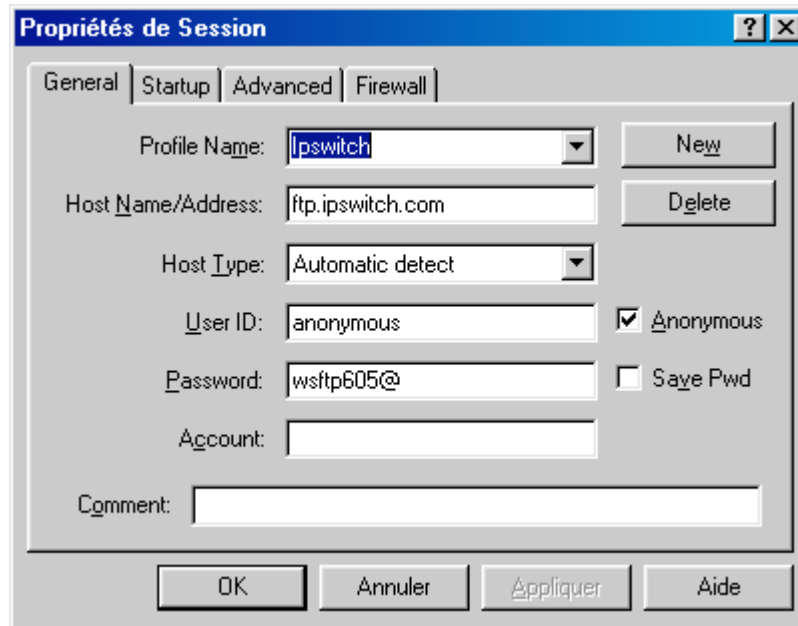 Propriétés de Session
General Startup Advanced Firewall
Profile Name: Ipswitch New
Host Name/Address: ftp.ipswitch.com Delete
Host Type: Automatic detect
User ID: anonymous Anonymous
Password: wsftp605@ Save Pwd
Account:
Comment:
OK Annuler Appliquer Aide